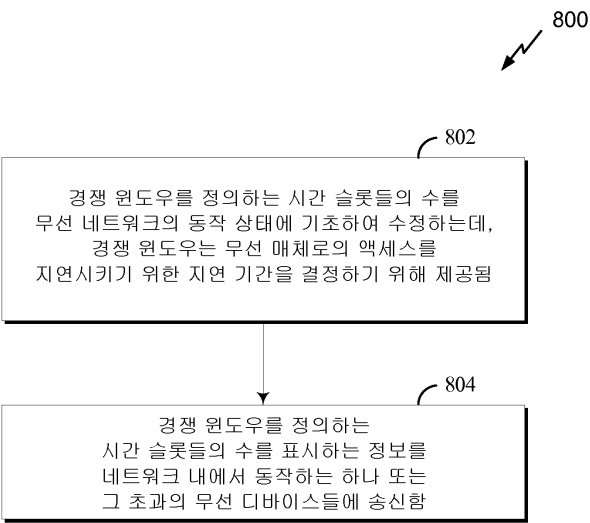 800
802
경쟁 윈도우를 정의하는 시간 슬롯들의 수를
무선 네트워크의 동작 상태에 기초하여 수정하는데,
경쟁 윈도우는 무선 매체로의 액세스를
지연시키기 위한 지연 기간을 결정하기 위해 제공됨
804
경쟁 윈도우를 정의하는
시간 슬롯들의 수를 표시하는 정보를
네트워크 내에서 동작하는 하나 또는
그 초과의 무선 디바이스들에 송신함